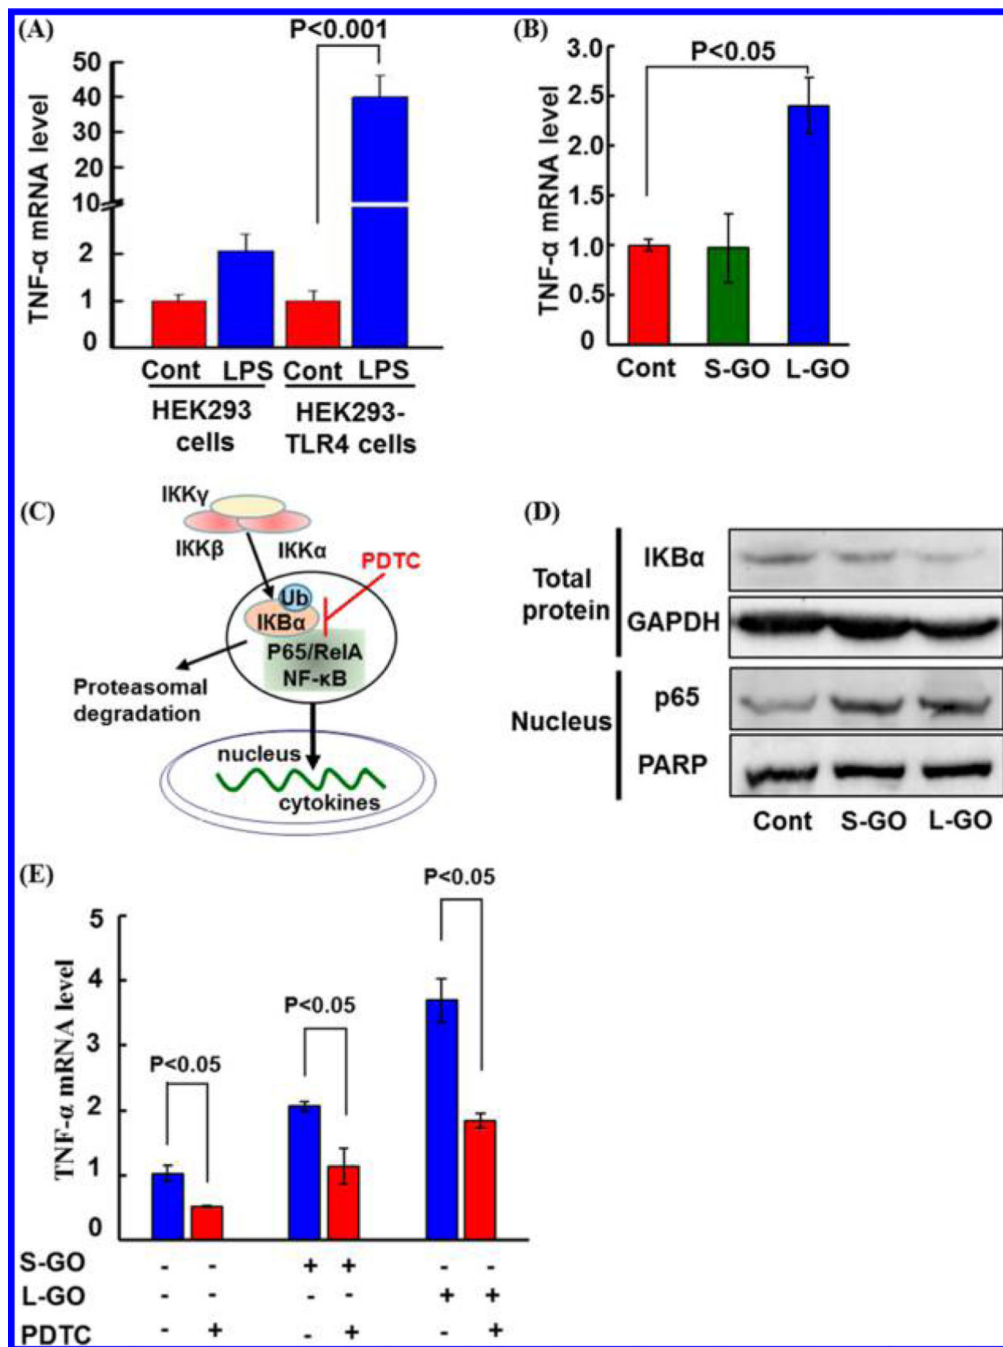 (A)
P<0.001
TNF-α mRNA level
50
40
30
20
10
2
1
0
Cont LPS Cont LPS
HEK293 cells
HEK293-TLR4 cells
(B)
P<0.05
TNF-α mRNA level
3.0
2.5
2.0
1.5
1.0
0.5
0
Cont S-GO L-GO
(C)
IKKγ
IKKβ
IKKα
PDTC
Ub
IKBα
P65/RelA
NF-κB
Proteasomal
degradation
nucleus
cytokines
(D)
Total
protein
IKBα
GAPDH
Nucleus
p65
PARP
Cont S-GO L-GO
(E)
TNF-α mRNA level
5
4
3
2
1
0
P<0.05
P<0.05
P<0.05
S-GO - - + + - -
L-GO - - - - + +
PDTC - + - + - +